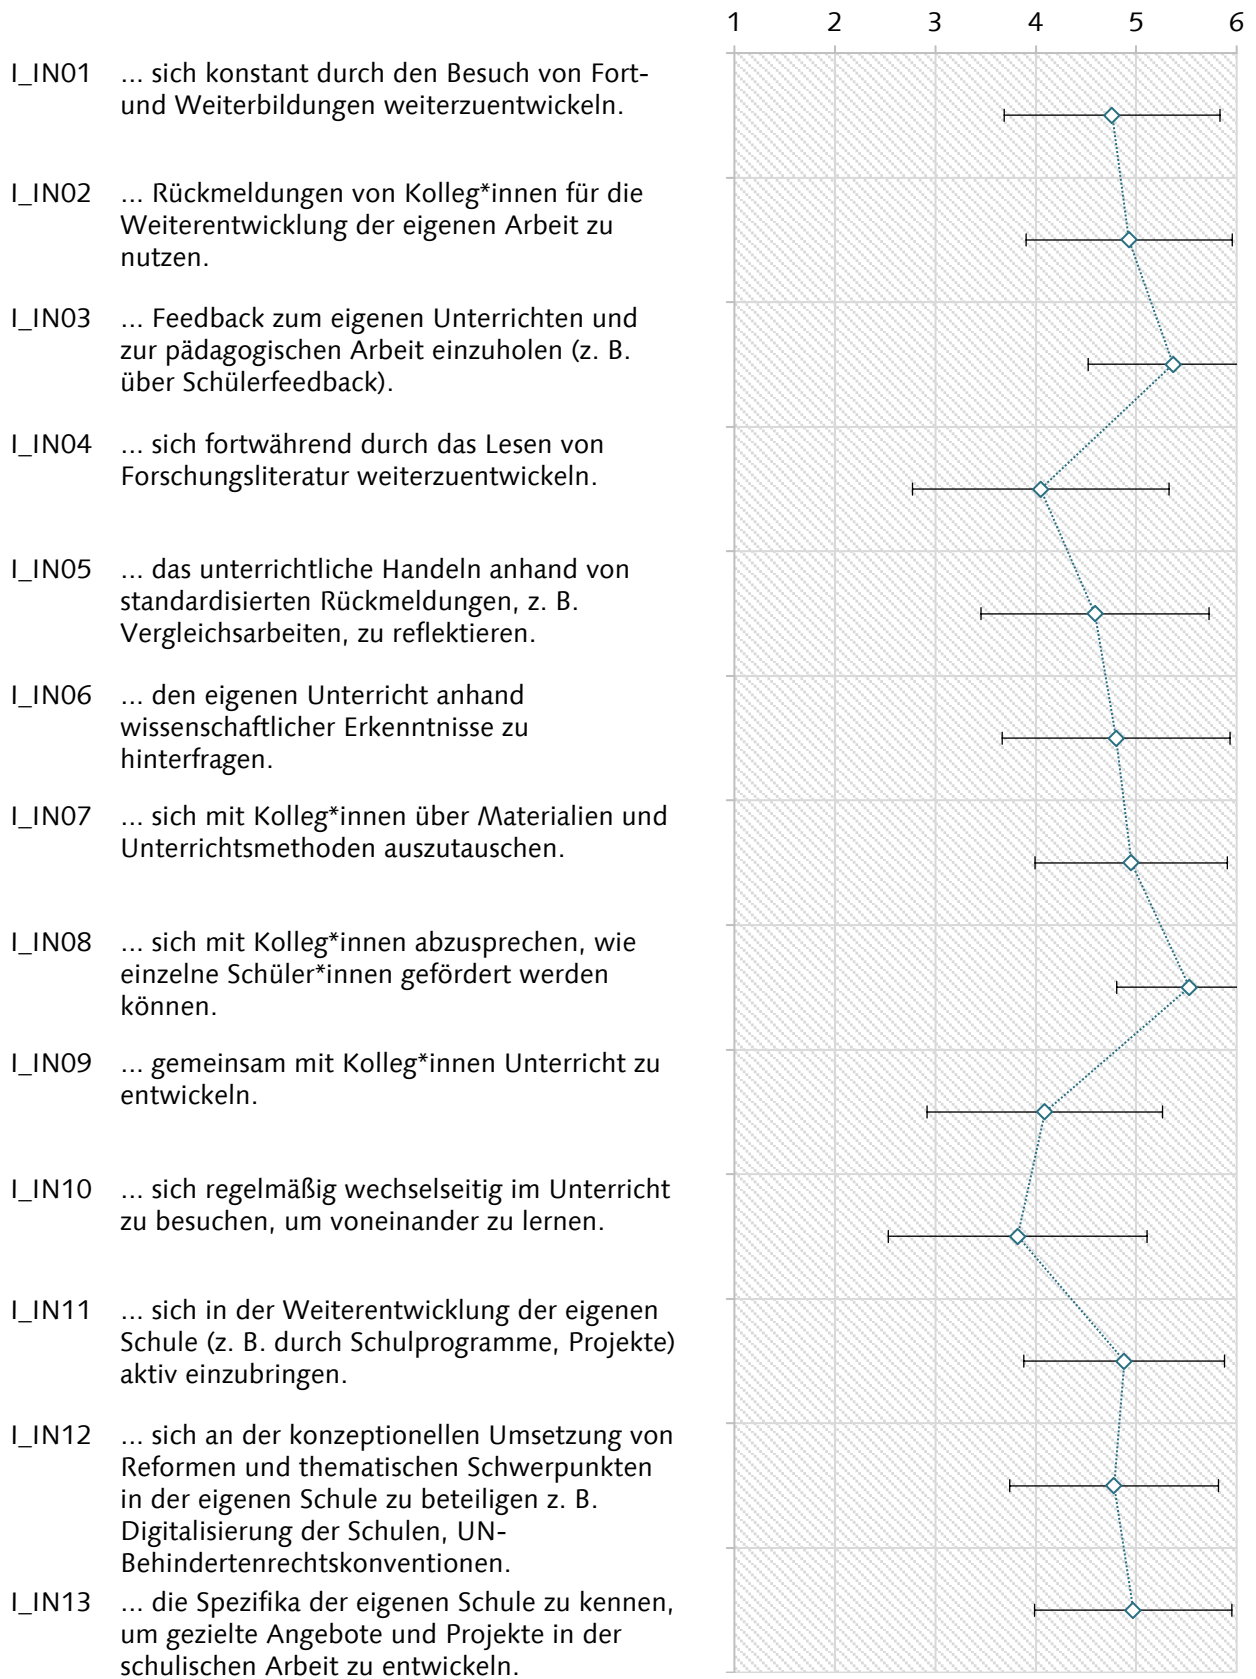 1 2 3 4 5 6
I_IN01 ... sich konstant durch den Besuch von Fort-
und Weiterbildungen weiterzuentwickeln.
I_IN02 ... Rückmeldungen von Kolleg*innen für die
Weiterentwicklung der eigenen Arbeit zu
nutzen.
I_IN03 ... Feedback zum eigenen Unterrichten und
zur pädagogischen Arbeit einzuholen (z. B.
über Schülerfeedback).
I_IN04 ... sich fortwährend durch das Lesen von
Forschungsliteratur weiterzuentwickeln.
I_IN05 ... das unterrichtliche Handeln anhand von
standardisierten Rückmeldungen, z. B.
Vergleichsarbeiten, zu reflektieren.
I_IN06 ... den eigenen Unterricht anhand
wissenschaftlicher Erkenntnisse zu
hinterfragen.
I_IN07 ... sich mit Kolleg*innen über Materialien und
Unterrichtsmethoden auszutauschen.
I_IN08 ... sich mit Kolleg*innen abzusprechen, wie
einzelne Schüler*innen gefördert werden
können.
I_IN09 ... gemeinsam mit Kolleg*innen Unterricht zu
entwickeln.
I_IN10 ... sich regelmäßig wechselseitig im Unterricht
zu besuchen, um voneinander zu lernen.
I_IN11 ... sich in der Weiterentwicklung der eigenen
Schule (z. B. durch Schulprogramme, Projekte)
aktiv einzubringen.
I_IN12 ... sich an der konzeptionellen Umsetzung von
Reformen und thematischen Schwerpunkten
in der eigenen Schule zu beteiligen z. B.
Digitalisierung der Schulen, UN-
Behindertenrechtskonventionen.
I_IN13 ... die Spezifika der eigenen Schule zu kennen,
um gezielte Angebote und Projekte in der
schulischen Arbeit zu entwickeln.